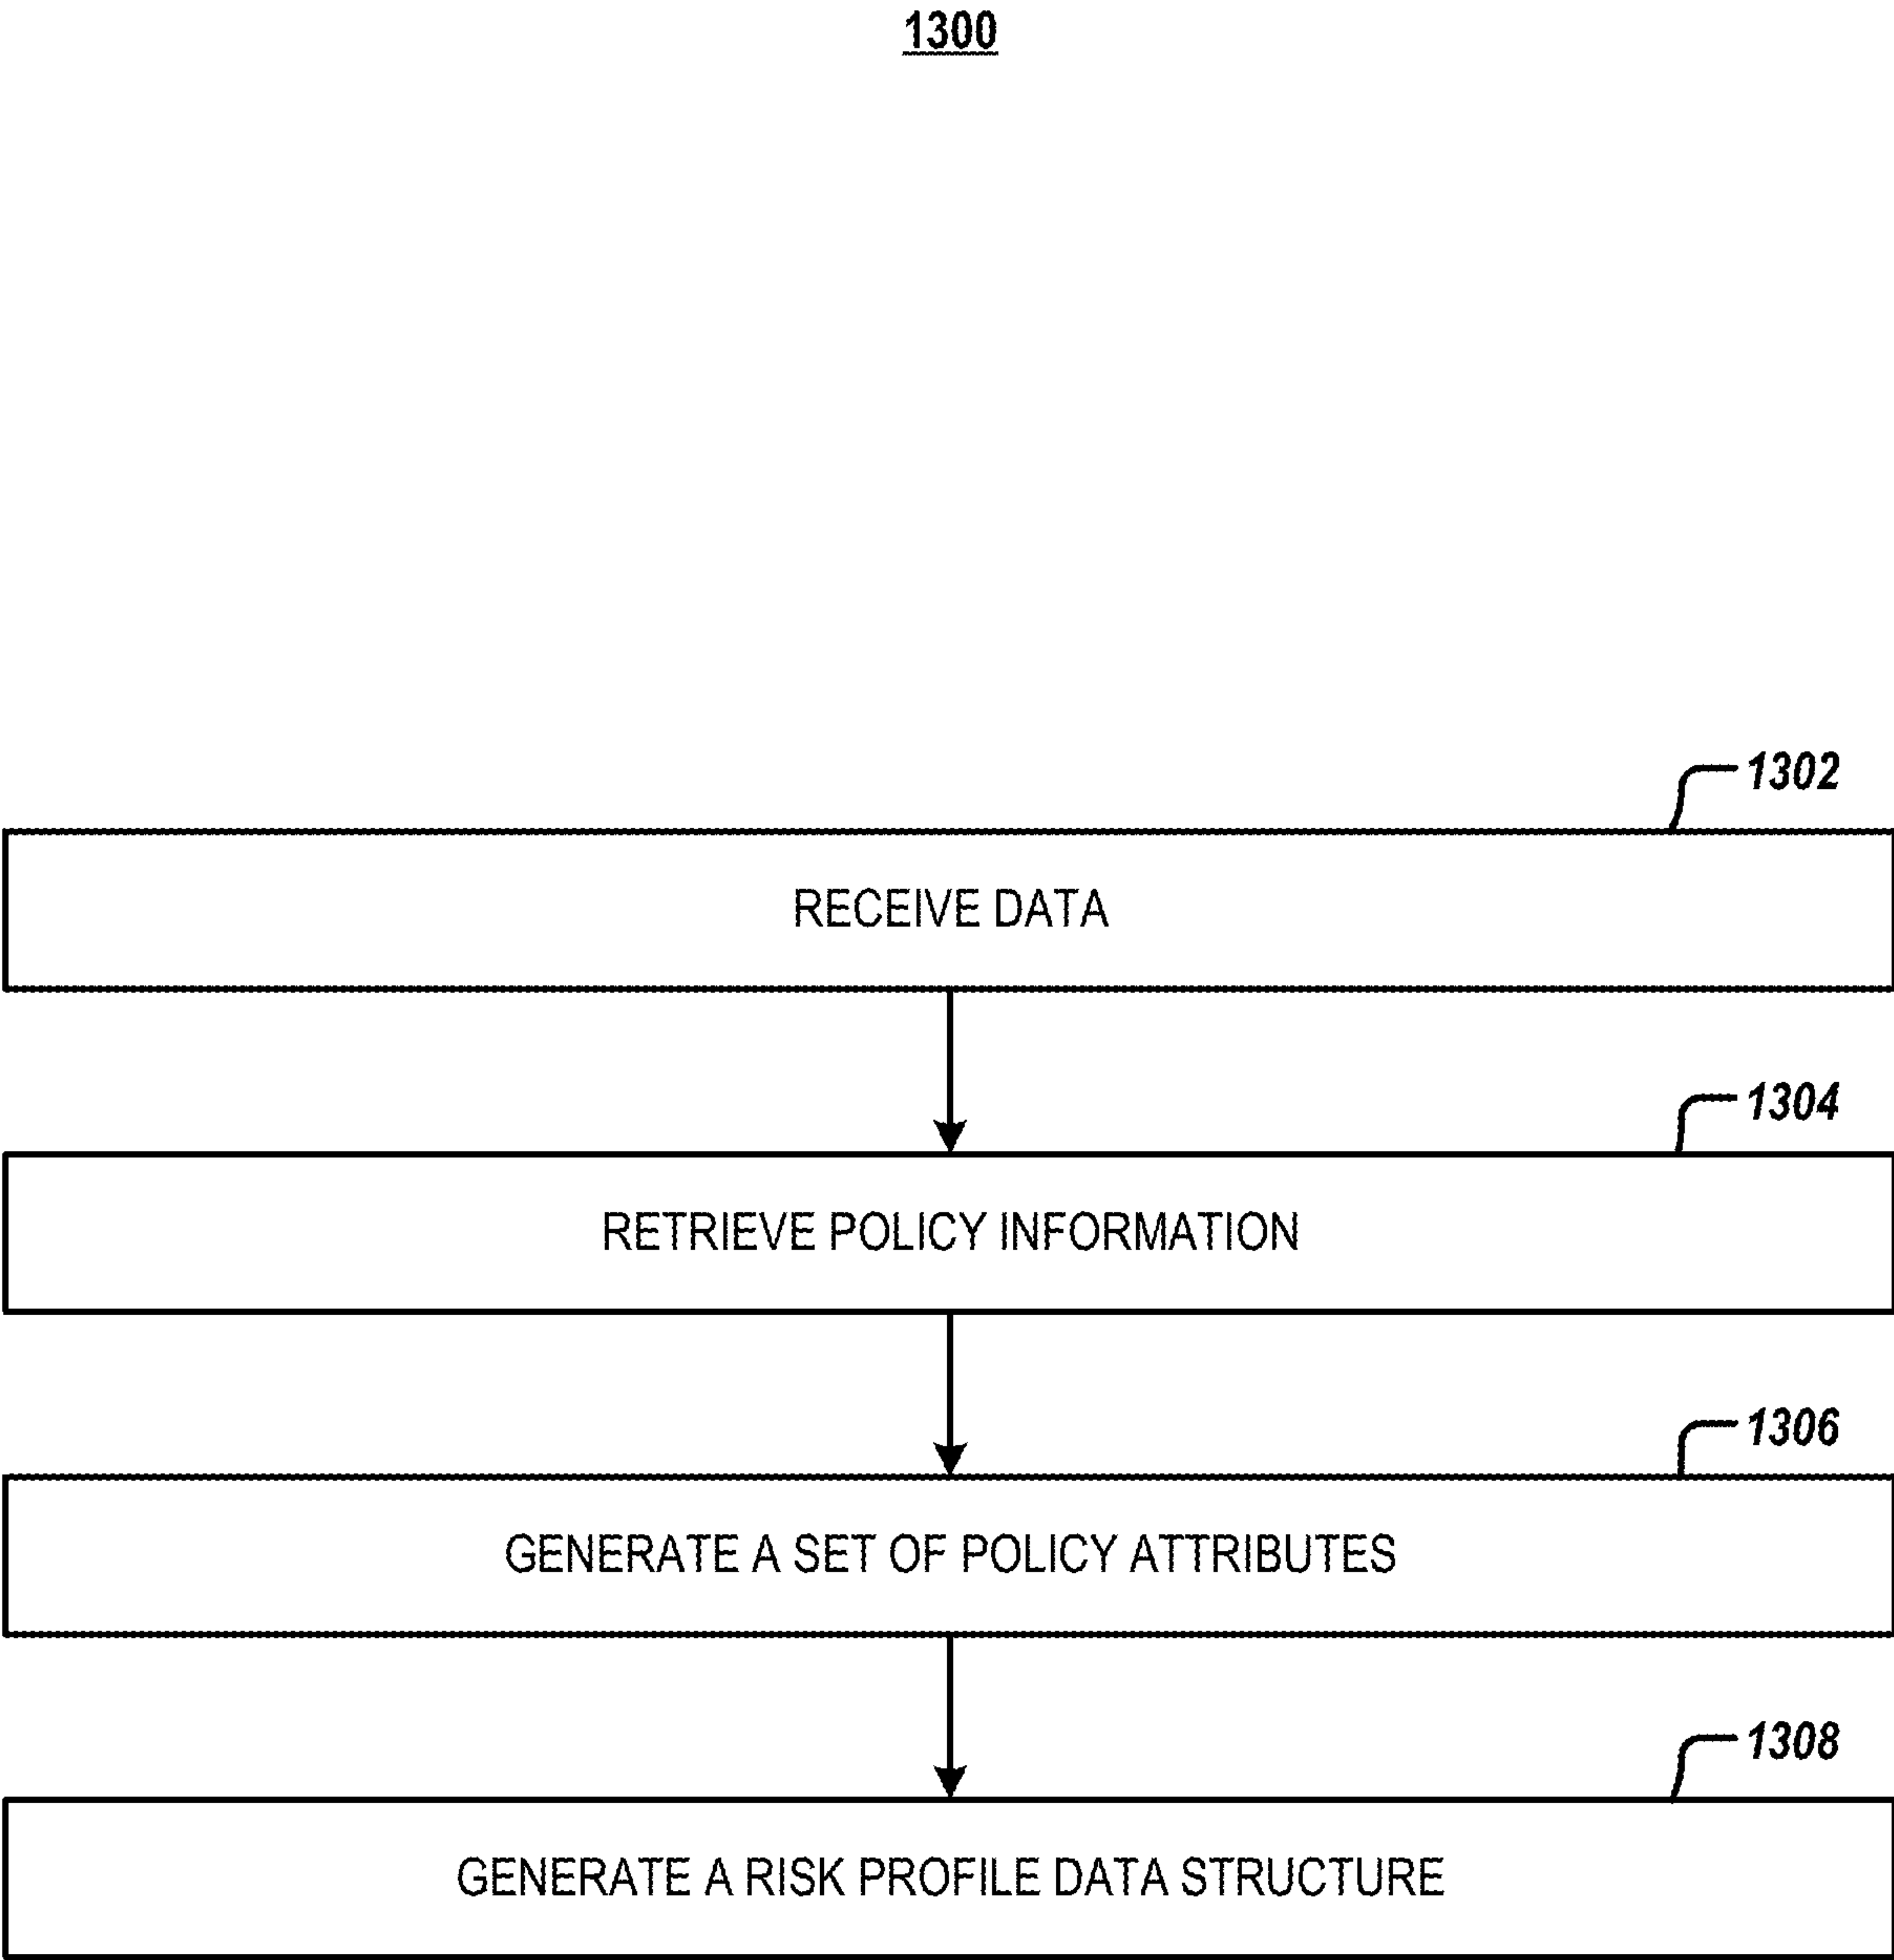 1300
1302
RECEIVE DATA
1304
RETRIEVE POLICY INFORMATION
1306
GENERATE A SET OF POLICY ATTRIBUTES
1308
GENERATE A RISK PROFILE DATA STRUCTURE